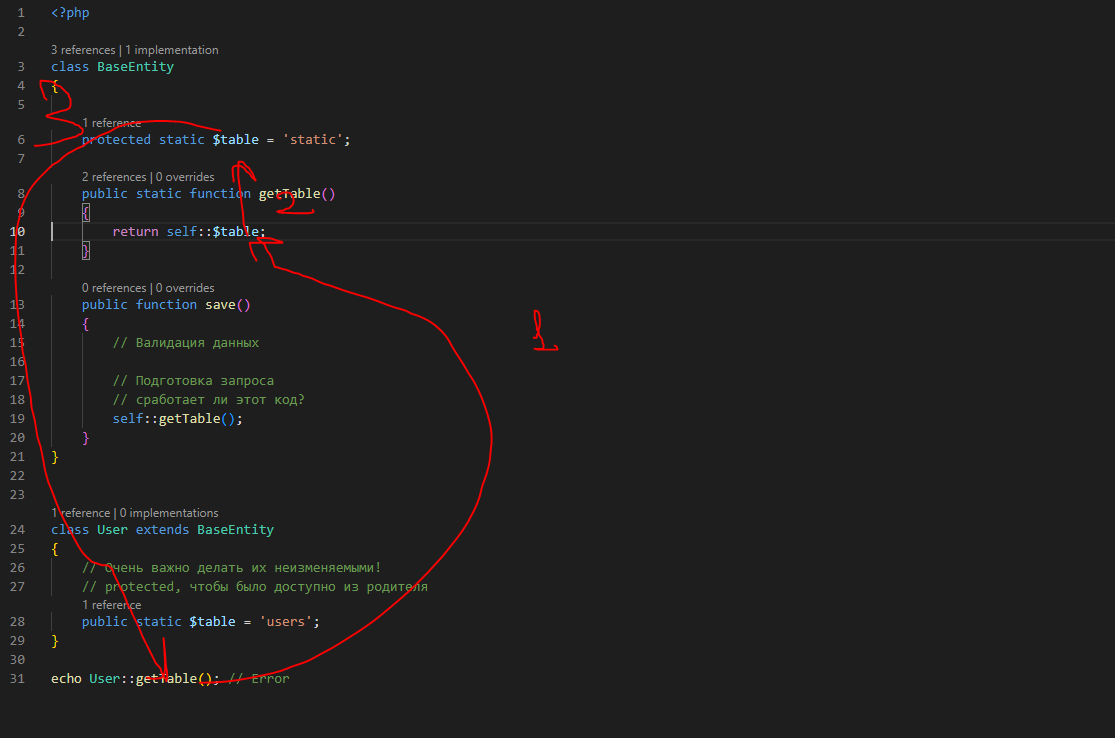 1 <?php
2
3 references | 1 implementation
3 class BaseEntity
4 {
5
1 reference
6 protected static $table = 'static';
7
2 references | 0 overrides
8 public static function getTable()
9 {
10 return self::$table;
11 }
12
0 references | 0 overrides
13 public function save()
14 {
15 // Валидация данных
16
17 // Подготовка запроса
18 // сработает ли этот код?
19 self::getTable();
20 }
21 }
22
23
1 reference | 0 implementations
24 class User extends BaseEntity
25 {
26 // Очень важно делать их неизменяемыми!
27 // protected, чтобы было доступно из родителя
1 reference
28 public static $table = 'users';
29 }
30
31 echo User::getTable(); // Error
3
2
1